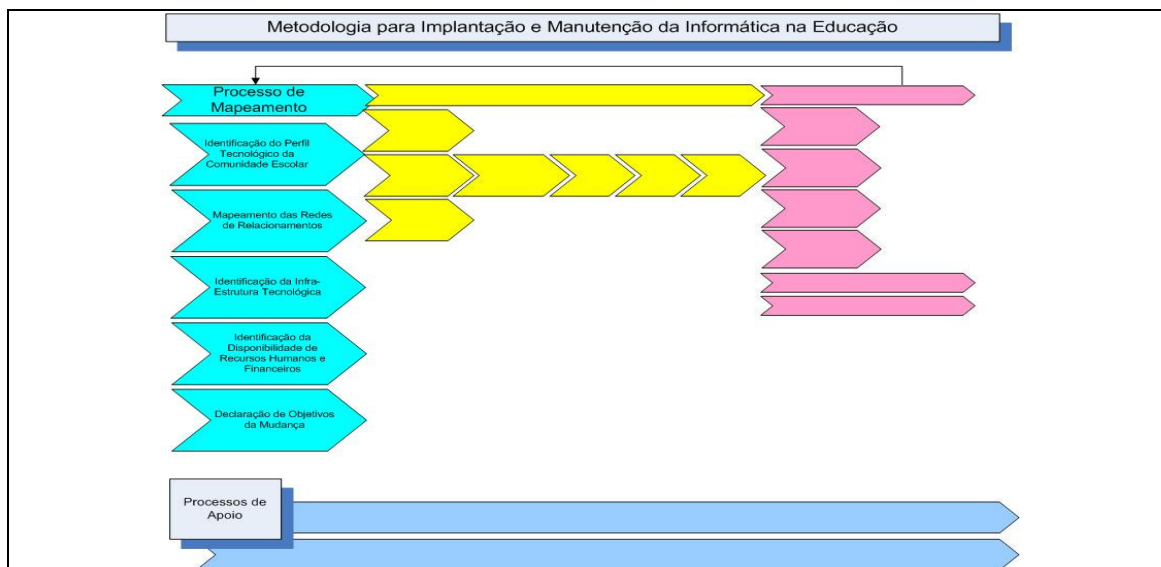 Metodologia para Implantação e Manutenção da Informática na Educação
Processo de
Mapeamento
Identificação do Perfil
Tecnológico da
Comunidade Escolar
Mapeamento das Redes
de Relacionamentos
Identificação da Infra-
Estrutura Tecnológica
Identificação da
Disponibilidade de
Recursos Humanos e
Financeiros
Declaração de Objetivos
da Mudança
Processos de
Apoio